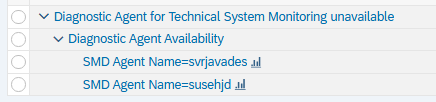 Diagnostic Agent for Technical System Monitoring unavailable
Diagnostic Agent Availability
SMD Agent Name=svrjavades
SMD Agent Name=susehjd